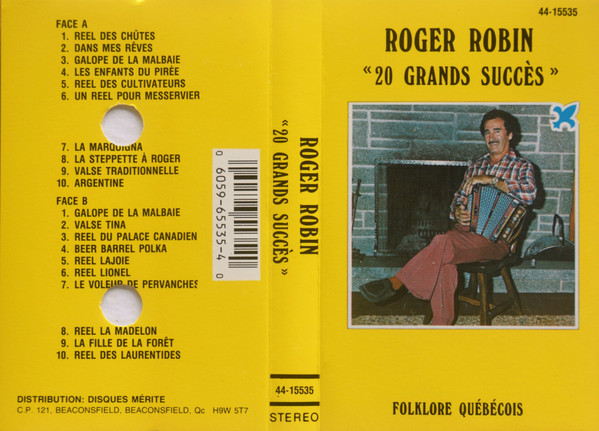 FACE A
1. REEL DES CHÛTES
2. DANS MES RÊVES
3. GALOPE DE LA MALBAIE
4. LES ENFANTS DU PIRÉE
5. REEL DES CULTIVATEURS
6. UN REEL POUR MESSERVIER
7. LA MARQUIGNA
8. LA STEPPETTE À ROGER
9. VALSE TRADITIONNELLE
10. ARGENTINE
FACE B
1. GALOPE DE LA MALBAIE
2. VALSE TINA
3. REEL DU PALACE CANADIEN
4. BEER BARREL POLKA
5. REEL LAJOIE
6. REEL LIONEL
7. LE VOLEUR DE PERVANCHES
8. REEL LA MADELON
9. LA FILLE DE LA FORÊT
10. REEL DES LAURENTIDES
DISTRIBUTION: DISQUES MÉRITE
C.P. 121, BEACONSFIELD, BEACONSFIELD, Qc H9W 5T7
0 6059-65535-4 0
ROGER ROBIN
« 20 GRANDS SUCCÈS »
44-15535
STEREO
44-15535
ROGER ROBIN
« 20 GRANDS SUCCÈS »
FOLKLORE QUÉBÉCOIS